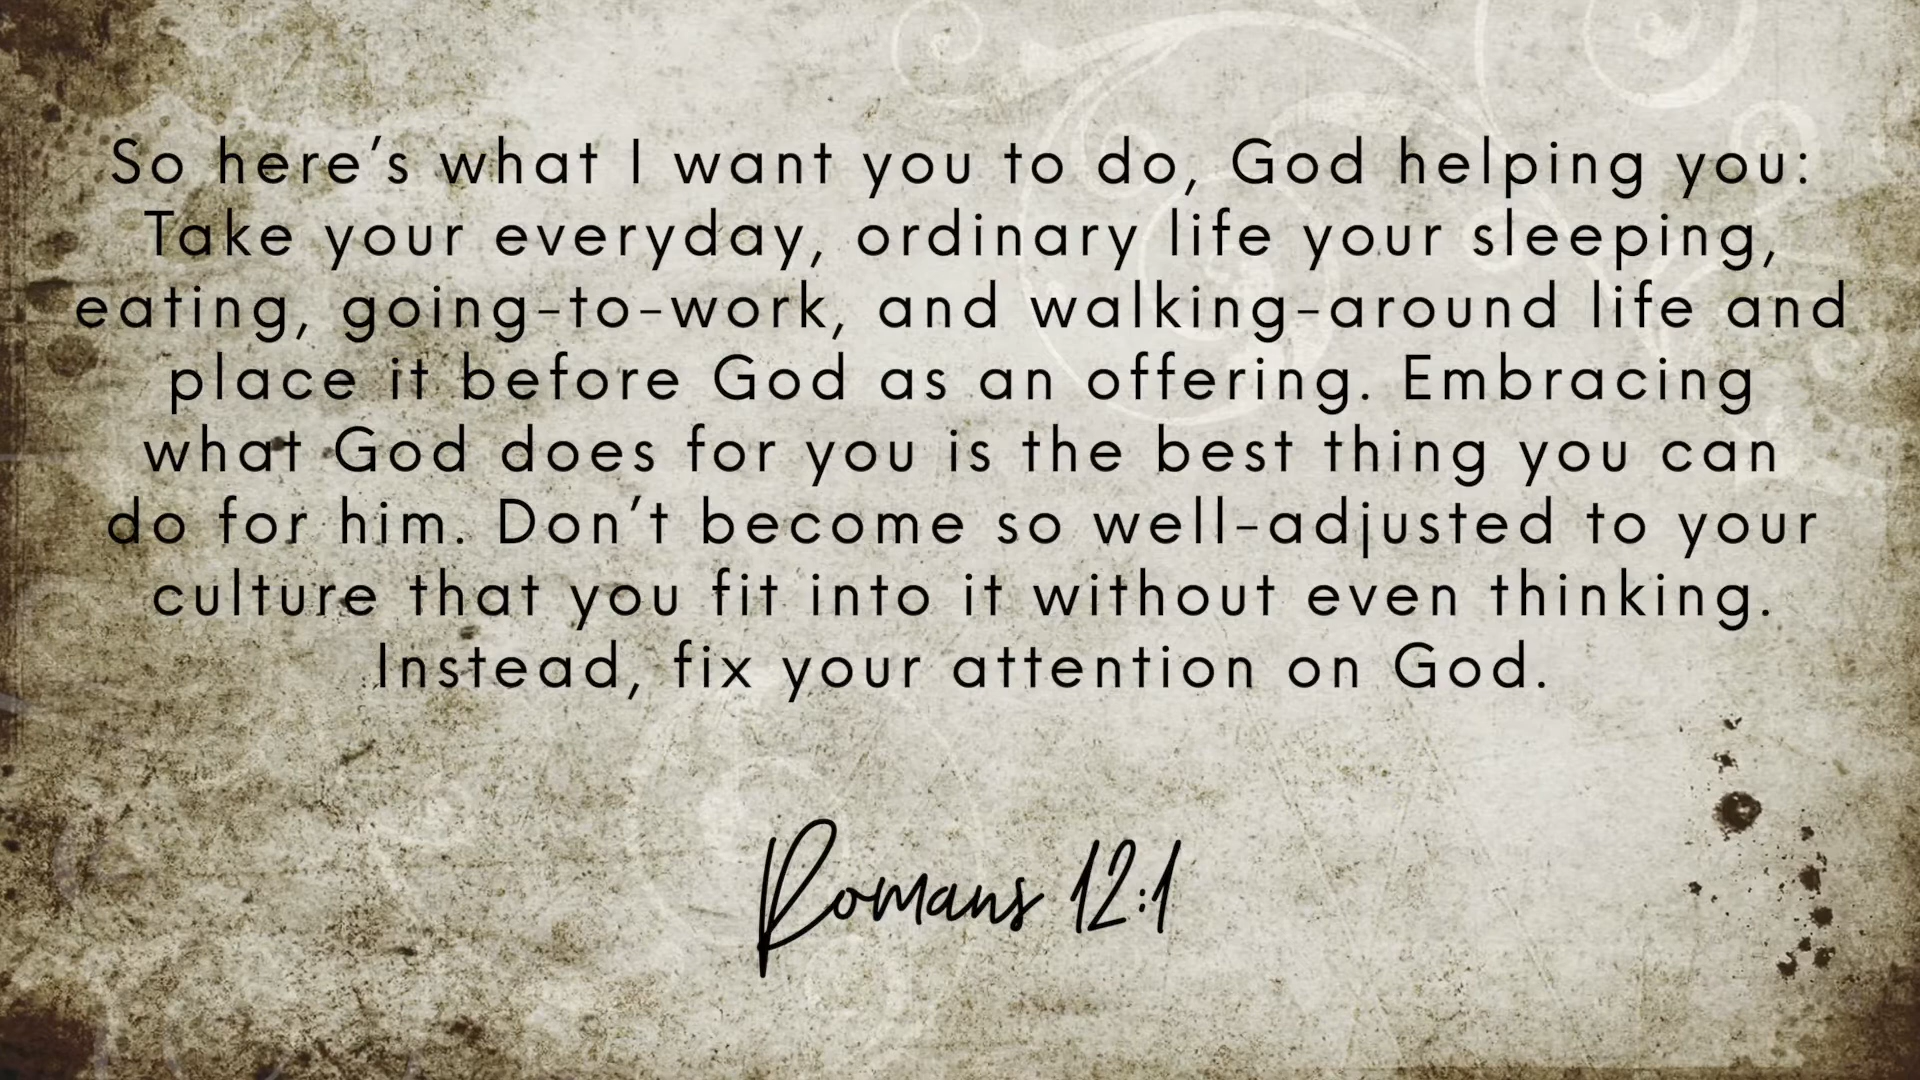 So here’s what I want you to do, God helping you:
Take your everyday, ordinary life your sleeping,
eating, going-to-work, and walking-around life and
place it before God as an offering. Embracing
what God does for you is the best thing you can
do for him. Don’t become so well-adjusted to your
culture that you fit into it without even thinking.
Instead, fix your attention on God.
Romans 12:1